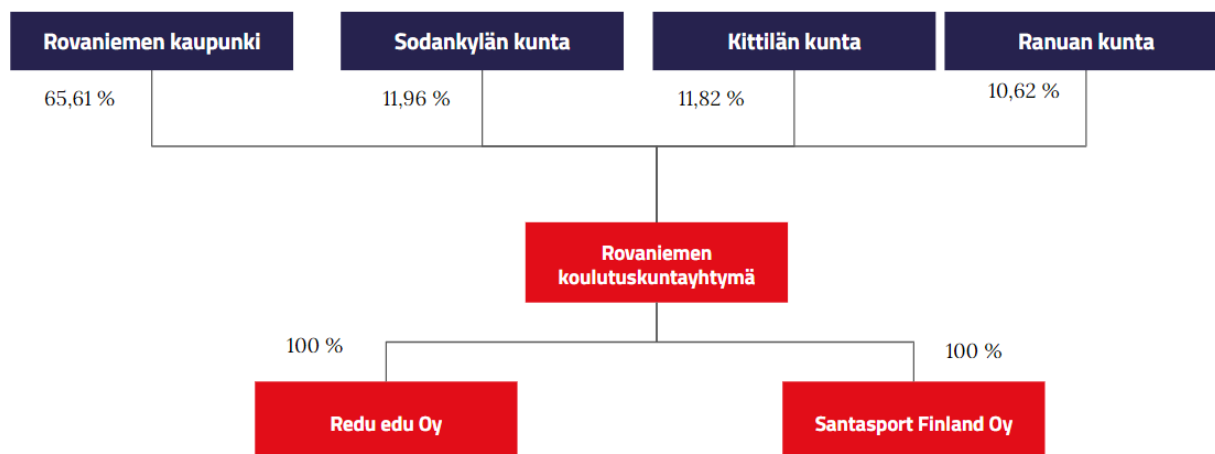 Rovaniemen kaupunki
Sodankylän kunta
Kittilän kunta
Ranuan kunta
65,61 %
11,96 %
11,82 %
10,62 %
Rovaniemen
koulutuskuntayhtymä
100 %
100 %
Redu edu Oy
Santasport Finland Oy